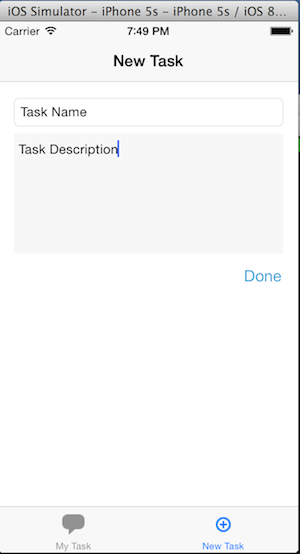 iOS Simulator – iPhone 5s – iPhone 5s / iOS 8...
Carrier 7:49 PM
New Task
Task Name
Task Description
Done
My Task New Task